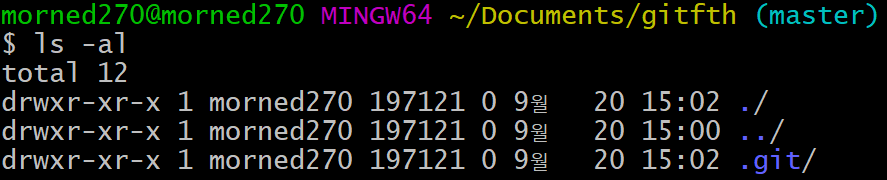 morned270@morned270 MINGW64 ~/Documents/gitfth (master)
$ ls -al
total 12
drwxr-xr-x 1 morned270 197121 0 9월  20 15:02 ./
drwxr-xr-x 1 morned270 197121 0 9월  20 15:00 ../
drwxr-xr-x 1 morned270 197121 0 9월  20 15:02 .git/